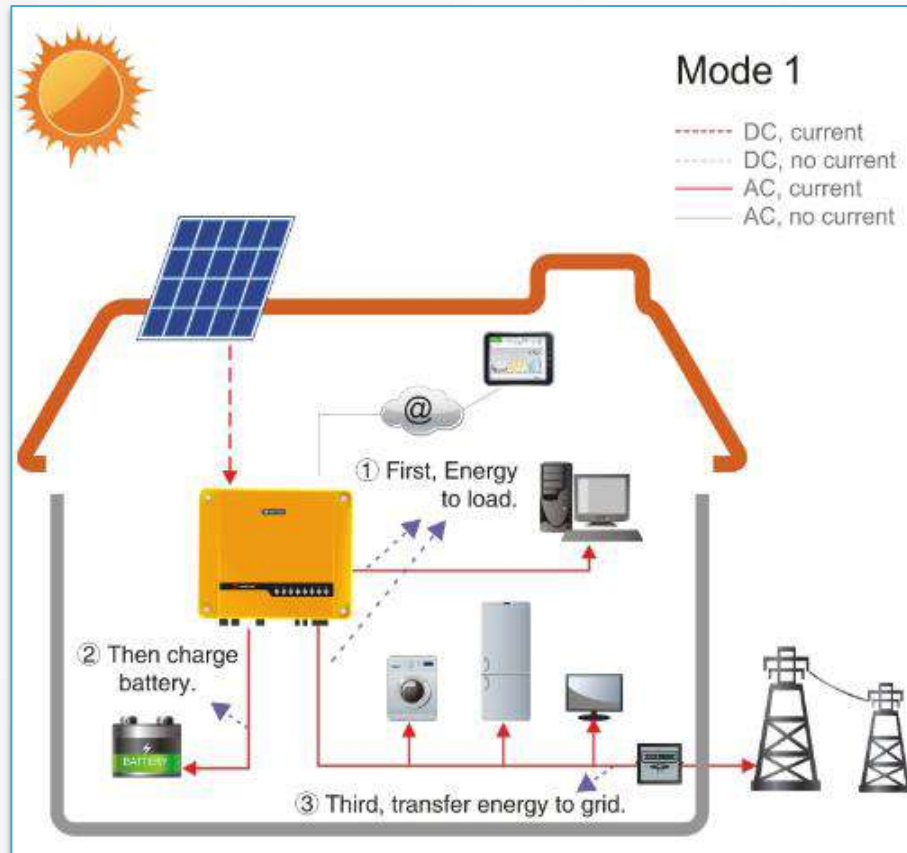 Mode 1
DC, current
DC, no current
AC, current
AC, no current
@
① First, Energy
to load.
② Then charge
battery.
BATTERY
③ Third, transfer energy to grid.